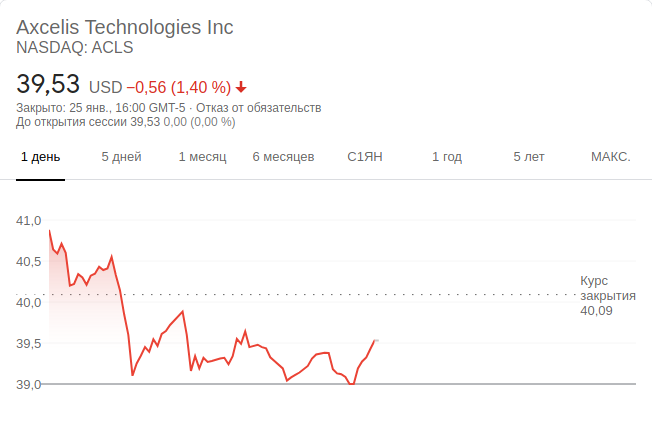 Axcelis Technologies Inc
NASDAQ: ACLS
39,53 USD −0,56 (1,40 %)
Закрыто: 25 янв., 16:00 GMT-5 · Отказ от обязательств
До открытия сессии 39,53 0,00 (0,00 %)
1 день 5 дней 1 месяц 6 месяцев С1ЯН 1 год 5 лет МАКС.
41,0
40,5
Курс
закрытия
40,09
40,0
39,5
39,0